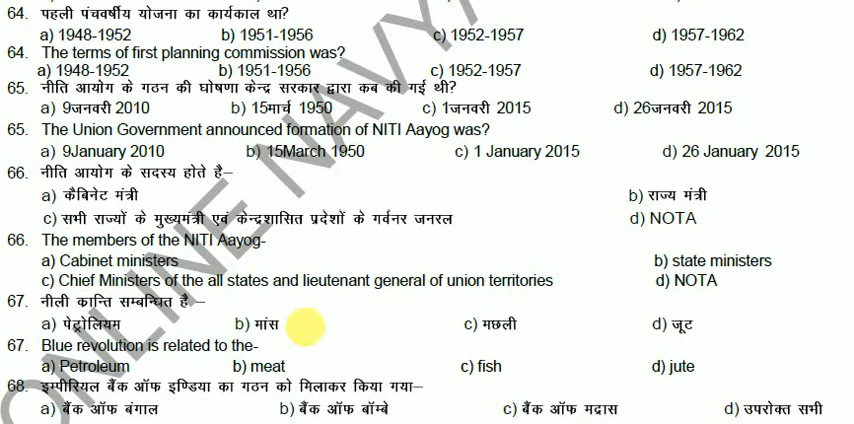 64. पहली पंचवर्षीय योजना का कार्यकाल था?
a) 1948-1952 b) 1951-1956 c) 1952-1957 d) 1957-1962
64. The terms of first planning commission was?
a) 1948-1952 b) 1951-1956 c) 1952-1957 d) 1957-1962
65. नीति आयोग के गठन की घोषणा केन्द्र सरकार द्वारा कब की गई थी?
a) 9जनवरी 2010 b) 15मार्च 1950 c) 1जनवरी 2015 d) 26जनवरी 2015
65. The Union Government announced formation of NITI Aayog was?
a) 9January 2010 b) 15March 1950 c) 1 January 2015 d) 26 January 2015
66. नीति आयोग के सदस्य होते है–
a) कैबिनेट मंत्री b) राज्य मंत्री
c) सभी राज्यों के मुख्यमंत्री एवं केन्द्रशासित प्रदेशों के गर्वनर जनरल d) NOTA
66. The members of the NITI Aayog-
a) Cabinet ministers b) state ministers
c) Chief Ministers of the all states and lieutenant general of union territories d) NOTA
67. नीली कान्ति सम्बन्धित है –
a) पेट्रोलियम b) मांस c) मछली d) जूट
67. Blue revolution is related to the-
a) Petroleum b) meat c) fish d) jute
68. इम्पीरियल बैंक ऑफ इण्डिया का गठन को मिलाकर किया गया–
a) बैंक ऑफ बंगाल b) बैंक ऑफ बॉम्बे c) बैंक ऑफ मद्रास d) उपरोक्त सभी
ONLINE NAVY